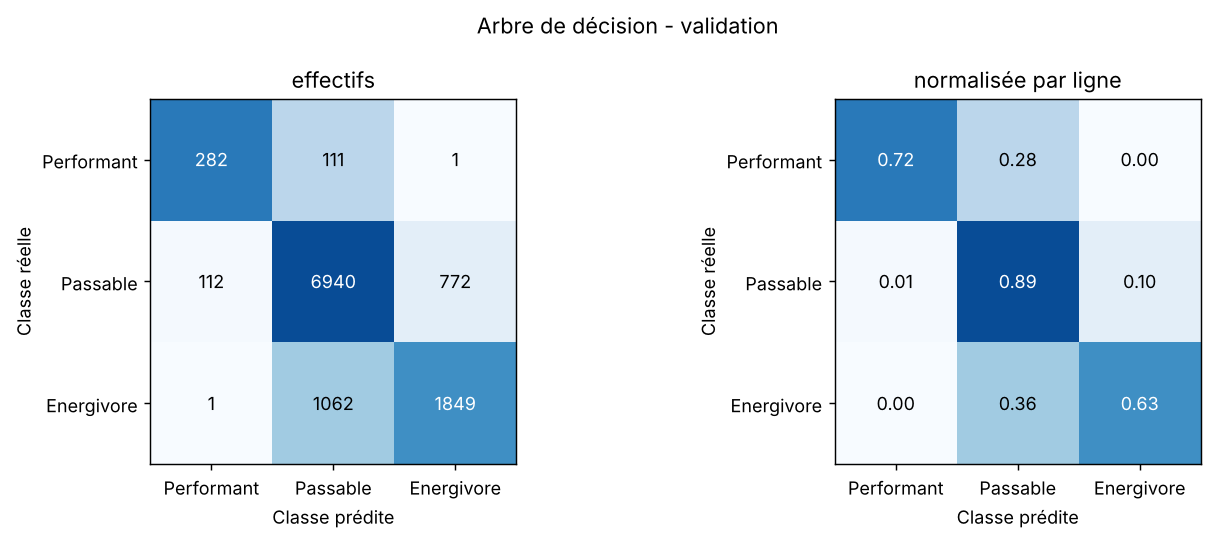 Arbre de décision - validation
effectifs
Performant 282 111 1
Passable 112 6940 772
Energivore 1 1062 1849
Performant Passable Energivore
Classe prédite
Classe réelle
normalisée par ligne
Performant 0.72 0.28 0.00
Passable 0.01 0.89 0.10
Energivore 0.00 0.36 0.63
Performant Passable Energivore
Classe prédite
Classe réelle